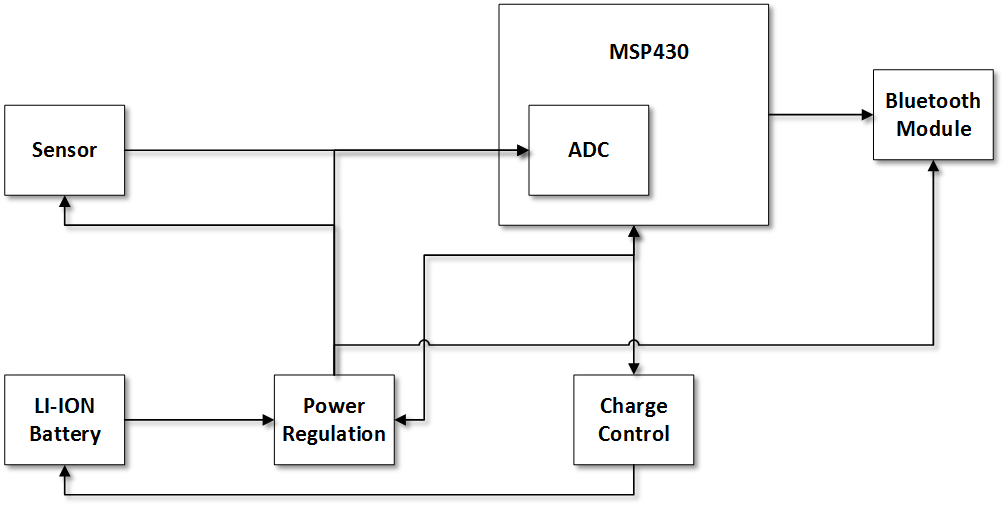 MSP430
Bluetooth
Module
Sensor
ADC
LI-ION
Battery
Power
Regulation
Charge
Control